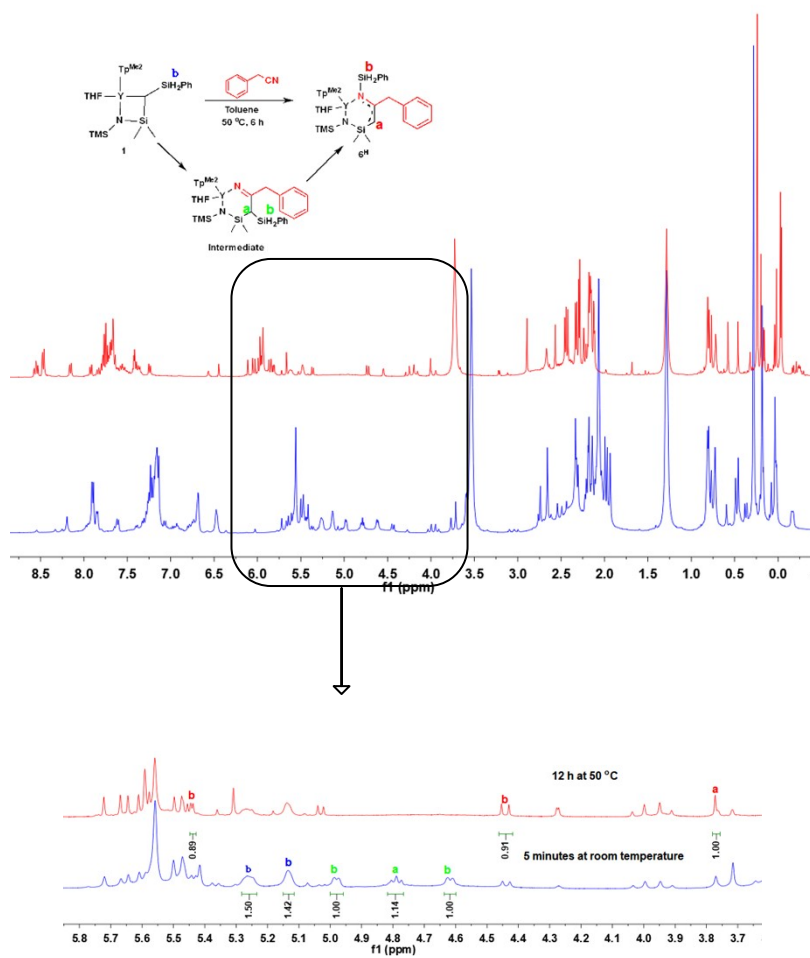 b
Tp^Me2
SiH2Ph
THF
Y
N
Si
TMS
1
CN
Toluene
50 °C, 6 h
b
SiH2Ph
Tp^Me2
N
THF
Y
TMS
N
Si
a
6^H
Tp^Me2
N
Y
THF
N
a
b
TMS
Si
SiH2Ph
Intermediate
8.5 8.0 7.5 7.0 6.5 6.0 5.5 5.0 4.5 4.0 3.5 3.0 2.5 2.0 1.5 1.0 0.5 0.0
f1 (ppm)
12 h at 50 °C
b
b
a
0.89
0.91
1.00
5 minutes at room temperature
b
b
b
a
b
1.50
1.42
1.00
1.14
1.00
5.8 5.7 5.6 5.5 5.4 5.3 5.2 5.1 5.0 4.9 4.8 4.7 4.6 4.5 4.4 4.3 4.2 4.1 4.0 3.9 3.8 3.7
f1 (ppm)